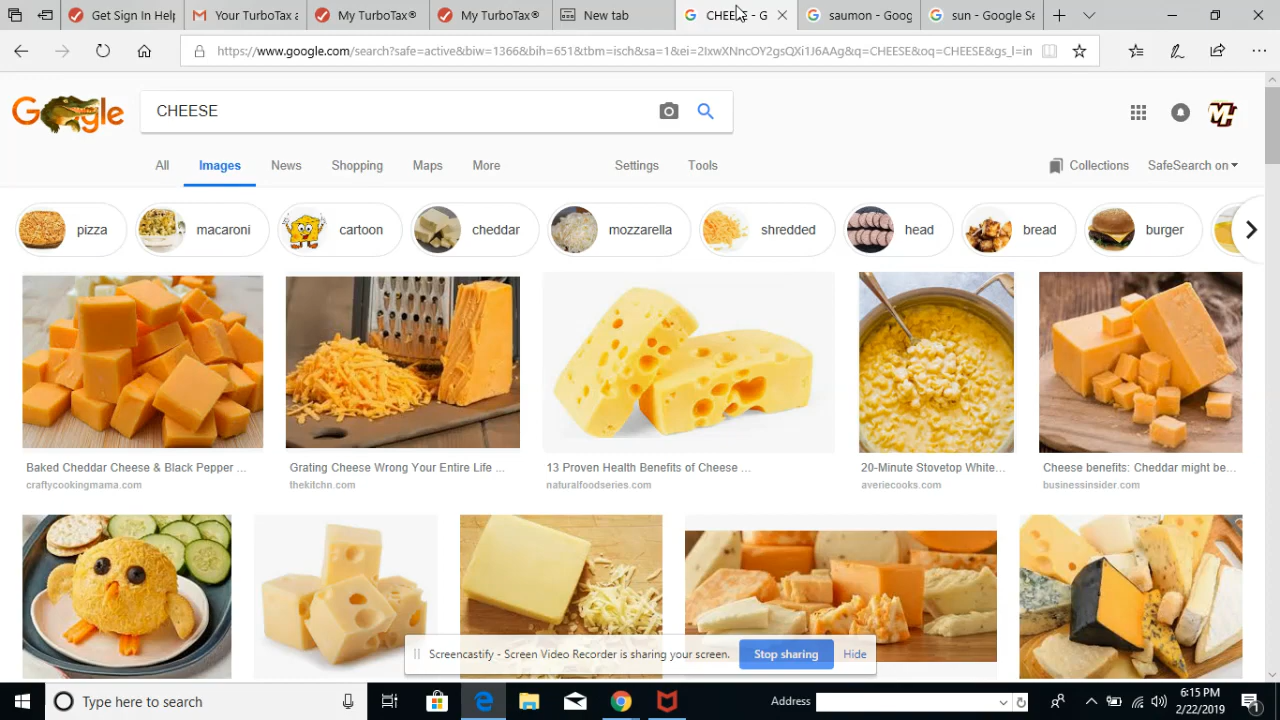 Get Sign In Help
Your TurboTax a
My TurboTax®
My TurboTax®
New tab
CHEESE - G
saumon - Goog
sun - Google Se
https://www.google.com/search?safe=active&biw=1366&bih=651&tbm=isch&sa=1&ei=2IxwXNncOY2gsQXi1J6AAg&q=CHEESE&oq=CHEESE&gs_l=in
Google
CHEESE
MH
All Images News Shopping Maps More Settings Tools
Collections SafeSearch on
pizza macaroni cartoon cheddar mozzarella shredded head bread burger
Baked Cheddar Cheese & Black Pepper ...
craftycookingmama.com
Grating Cheese Wrong Your Entire Life ...
thekitchn.com
13 Proven Health Benefits of Cheese ...
naturalfoodseries.com
20-Minute Stovetop White...
averiecooks.com
Cheese benefits: Cheddar might be...
businessinsider.com
Screencastify - Screen Video Recorder is sharing your screen.
Stop sharing
Hide
Type here to search
Address
6:15 PM
2/22/2019
1